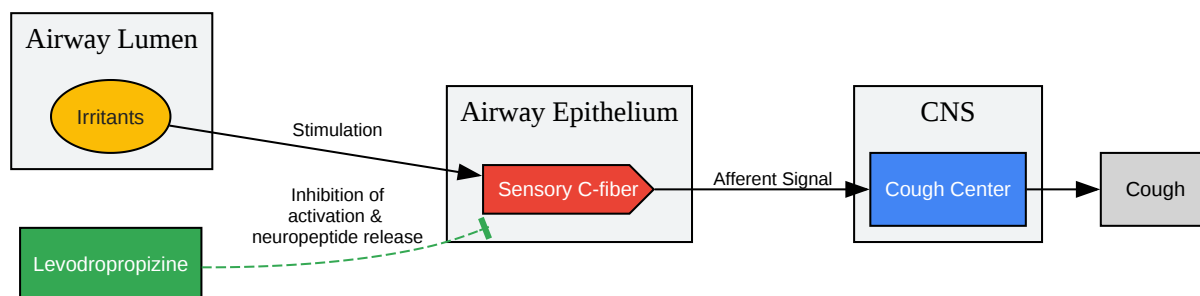 Airway Lumen
Irritants
Stimulation
Airway Epithelium
Sensory C-fiber
Inhibition of
activation &
neuropeptide release
Levodropropizine
Afferent Signal
CNS
Cough Center
Cough